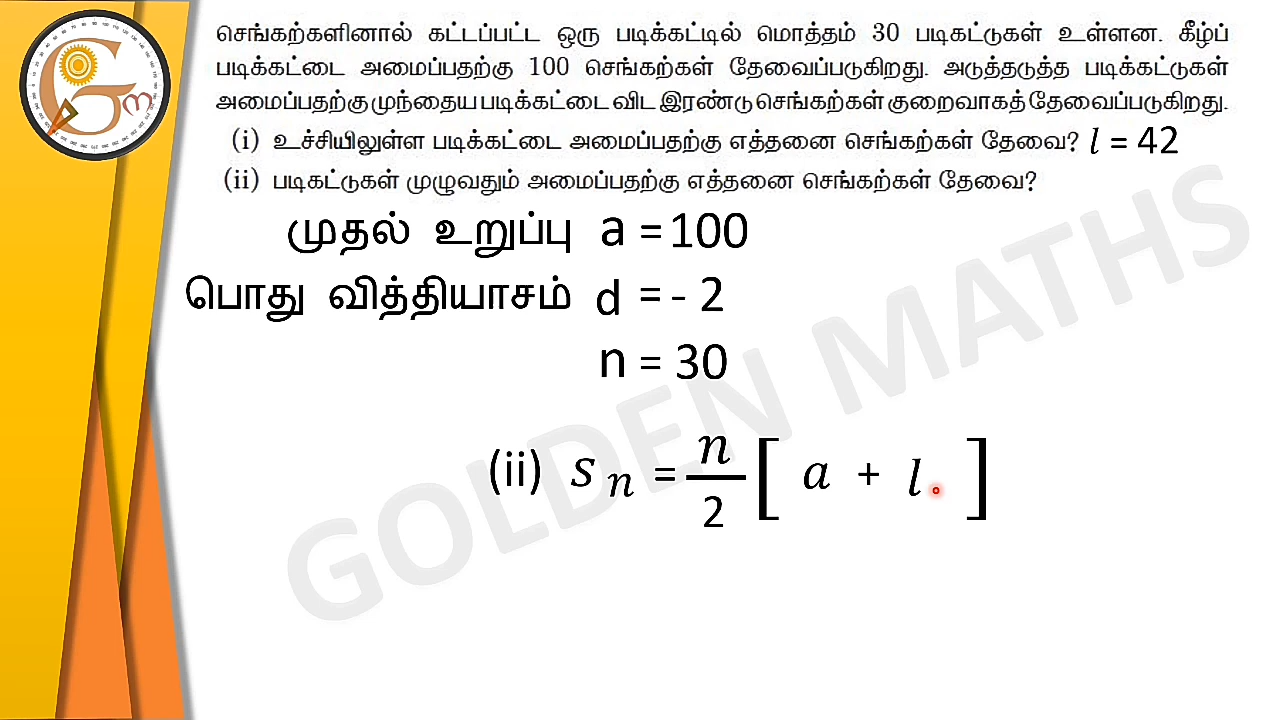 செங்கற்களினால் கட்டப்பட்ட ஒரு படிக்கட்டில் மொத்தம் 30 படிகட்டுகள் உள்ளன. கீழ்ப்
படிக்கட்டை அமைப்பதற்கு 100 செங்கற்கள் தேவைப்படுகிறது. அடுத்தடுத்த படிக்கட்டுகள்
அமைப்பதற்கு முந்தைய படிக்கட்டை விட இரண்டு செங்கற்கள் குறைவாகத் தேவைப்படுகிறது.
(i) உச்சியிலுள்ள படிக்கட்டை அமைப்பதற்கு எத்தனை செங்கற்கள் தேவை? l = 42
(ii) படிகட்டுகள் முழுவதும் அமைப்பதற்கு எத்தனை செங்கற்கள் தேவை?
முதல் உறுப்பு a = 100
பொது வித்தியாசம் d = - 2
n = 30
(ii) S n = n/2 [ a + l ]
GOLDEN MATHS